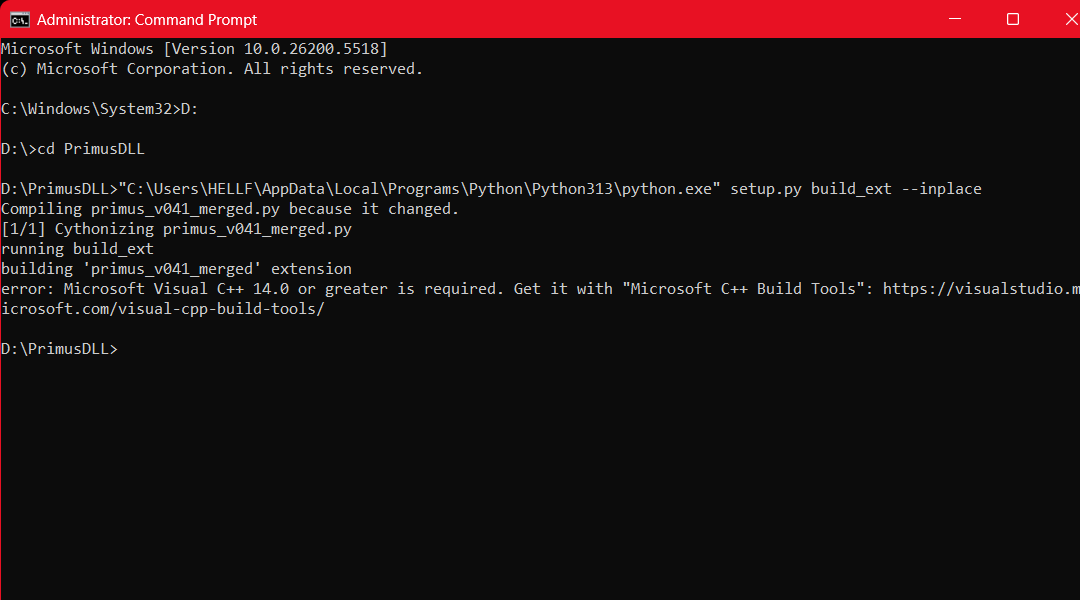 Administrator: Command Prompt
Microsoft Windows [Version 10.0.26200.5518]
(c) Microsoft Corporation. All rights reserved.
C:\Windows\System32>D:
D:\>cd PrimusDLL
D:\PrimusDLL>"C:\Users\HELLF\AppData\Local\Programs\Python\Python313\python.exe" setup.py build_ext --inplace
Compiling primus_v041_merged.py because it changed.
[1/1] Cythonizing primus_v041_merged.py
running build_ext
building 'primus_v041_merged' extension
error: Microsoft Visual C++ 14.0 or greater is required. Get it with "Microsoft C++ Build Tools": https://visualstudio.m
icrosoft.com/visual-cpp-build-tools/
D:\PrimusDLL>